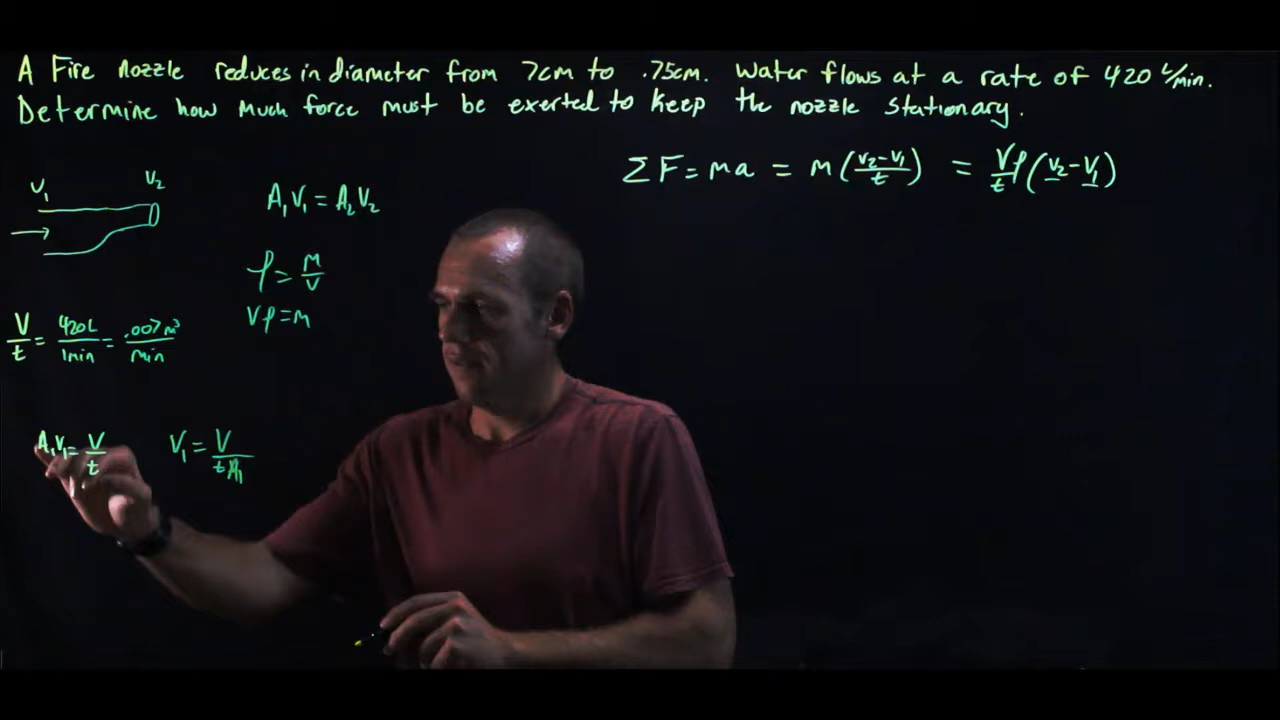 A Fire nozzle reduces in diameter from 7cm to .75cm. Water flows at a rate of 420 L/min.
Determine how much force must be exerted to keep the nozzle stationary.
ΣF = ma = m((v₂-v₁)/t) = V/t ρ(v₂-v₁)
V₁ V₂
A₁V₁ = A₂V₂
ρ = m/v
Vρ = m
V/t = 420L/1min = .007m³/min
A₁V₁ = V/t V₁ = V/tA₁